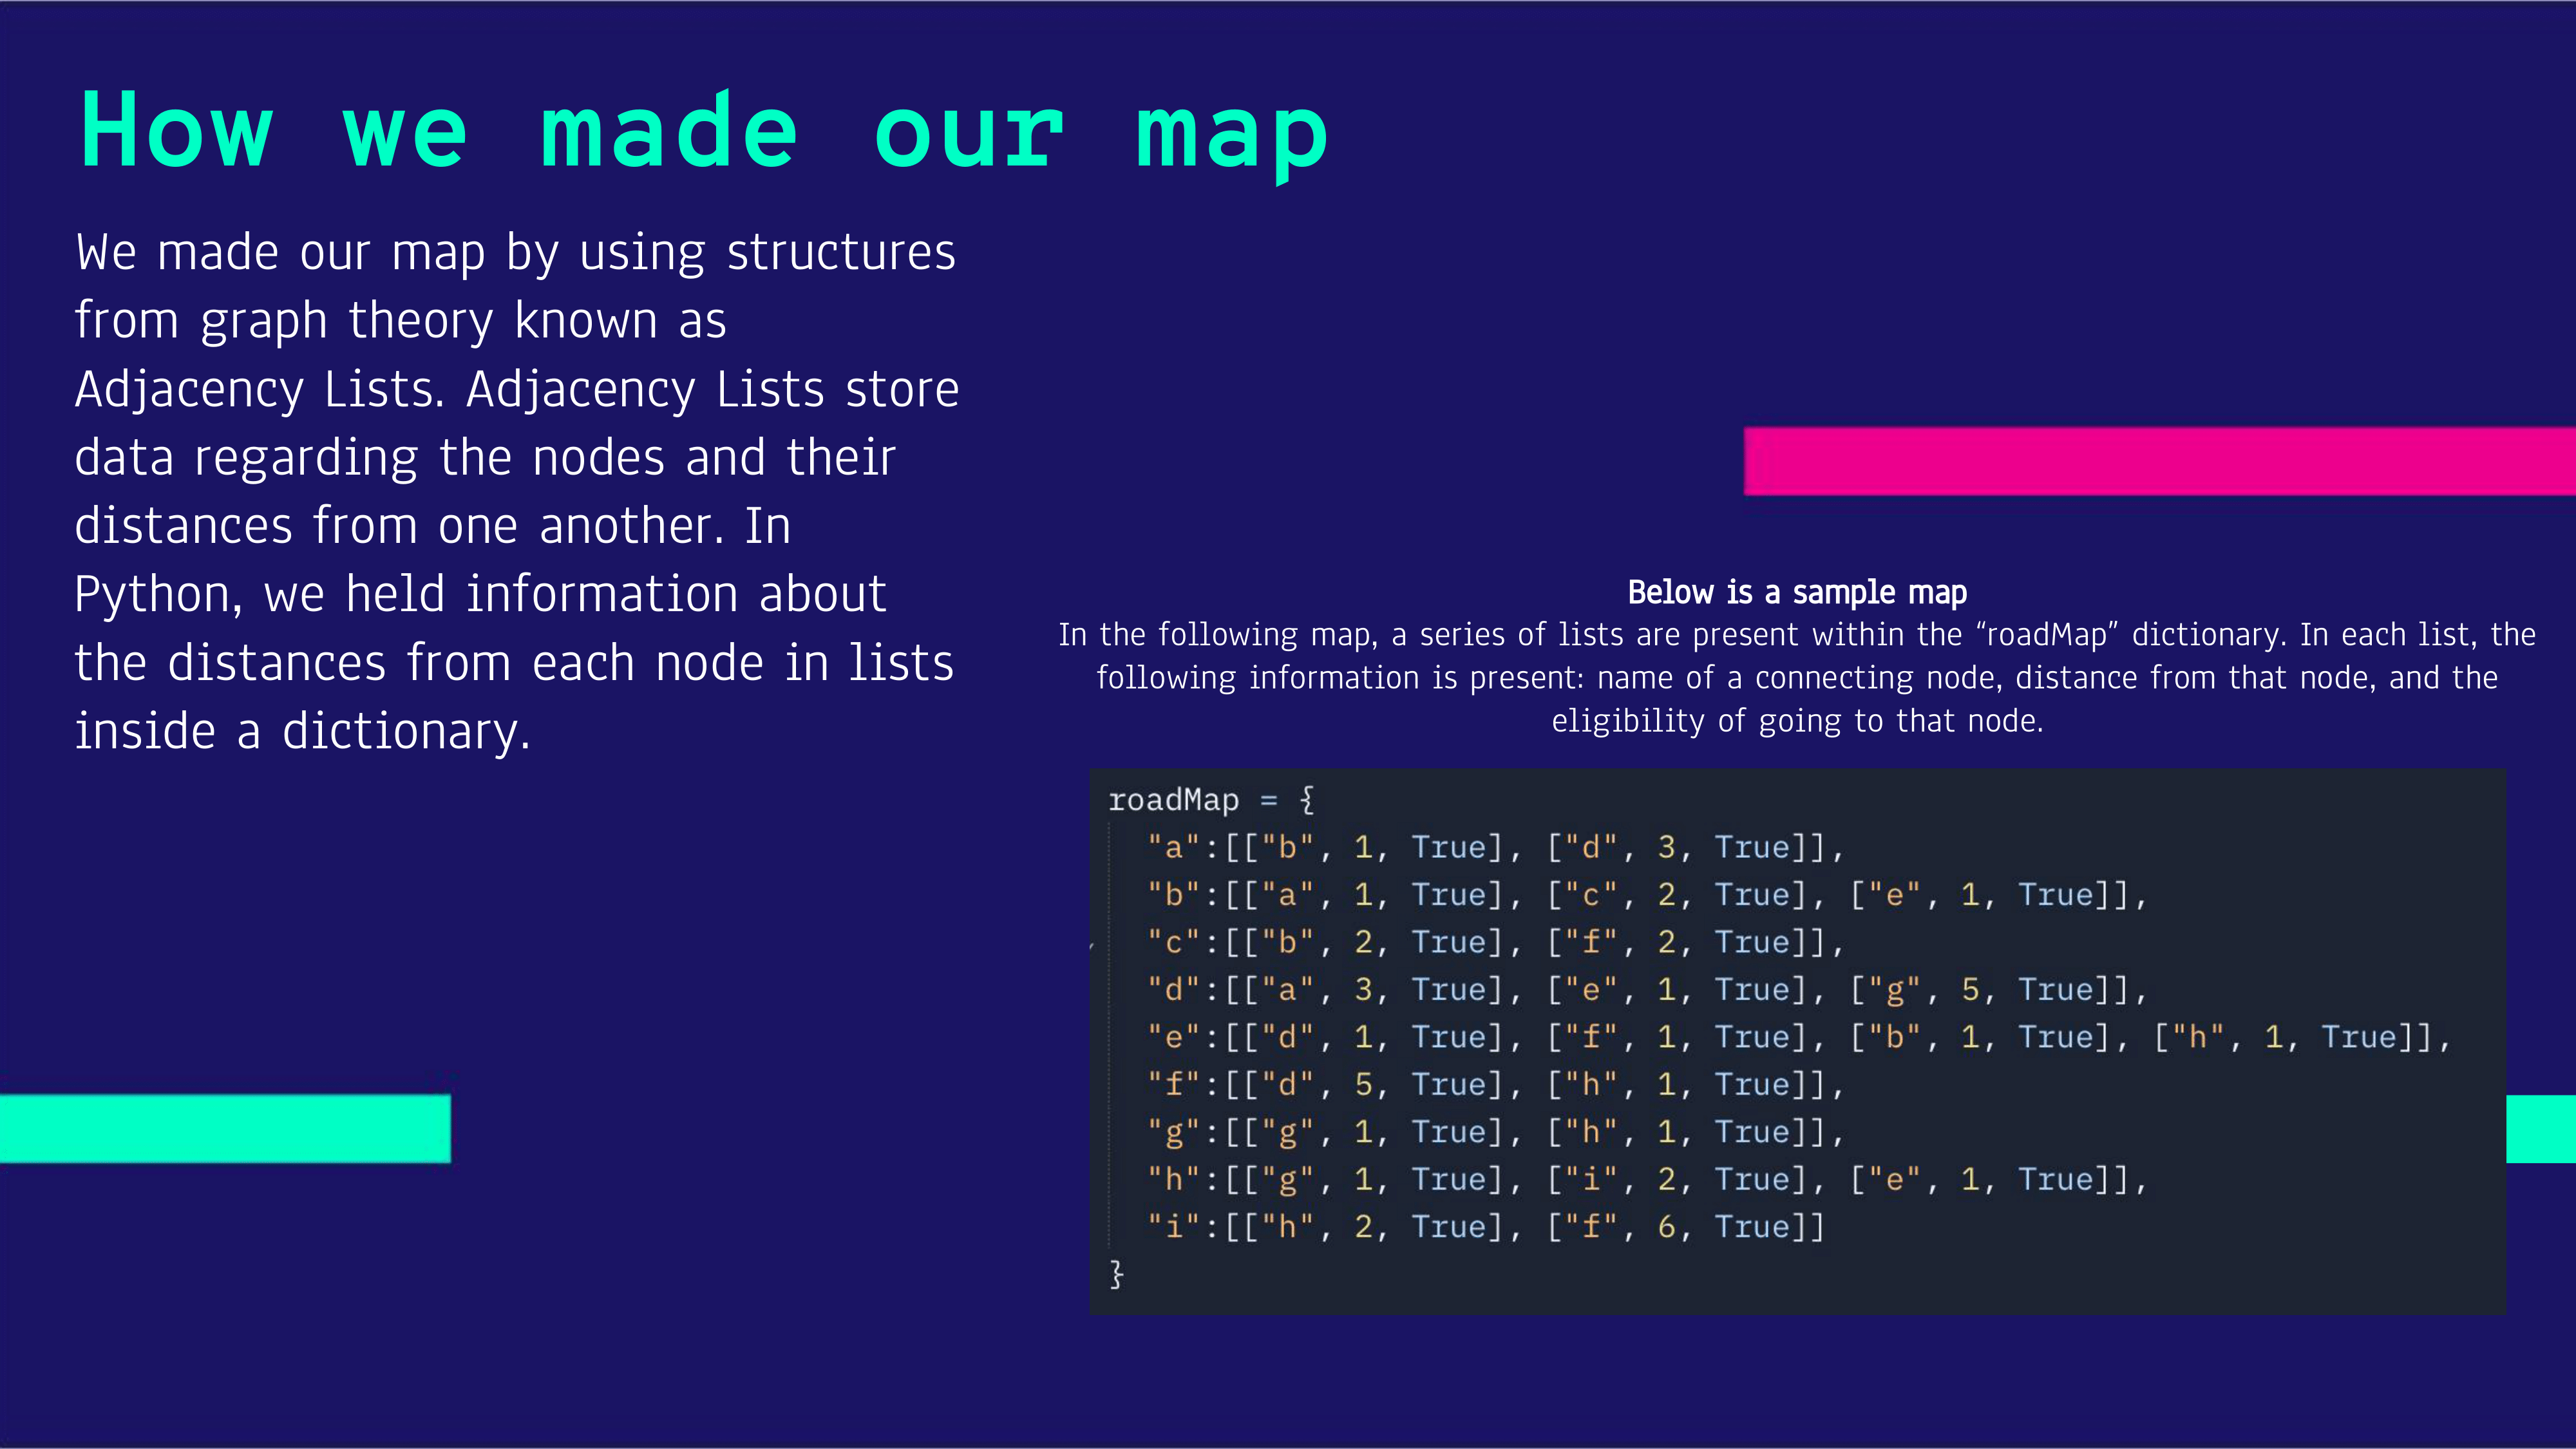 How we made our map
We made our map by using structures
from graph theory known as
Adjacency Lists. Adjacency Lists store
data regarding the nodes and their
distances from one another. In
Python, we held information about
the distances from each node in lists
inside a dictionary.
Below is a sample map
In the following map, a series of lists are present within the “roadMap” dictionary. In each list, the
following information is present: name of a connecting node, distance from that node, and the
eligibility of going to that node.
roadMap = {
"a":[["b", 1, True], ["d", 3, True]],
"b":[["a", 1, True], ["c", 2, True], ["e", 1, True]],
"c":[["b", 2, True], ["f", 2, True]],
"d":[["a", 3, True], ["e", 1, True], ["g", 5, True]],
"e":[["d", 1, True], ["f", 1, True], ["b", 1, True], ["h", 1, True]],
"f":[["d", 5, True], ["h", 1, True]],
"g":[["g", 1, True], ["h", 1, True]],
"h":[["g", 1, True], ["i", 2, True], ["e", 1, True]],
"i":[["h", 2, True], ["f", 6, True]]
}